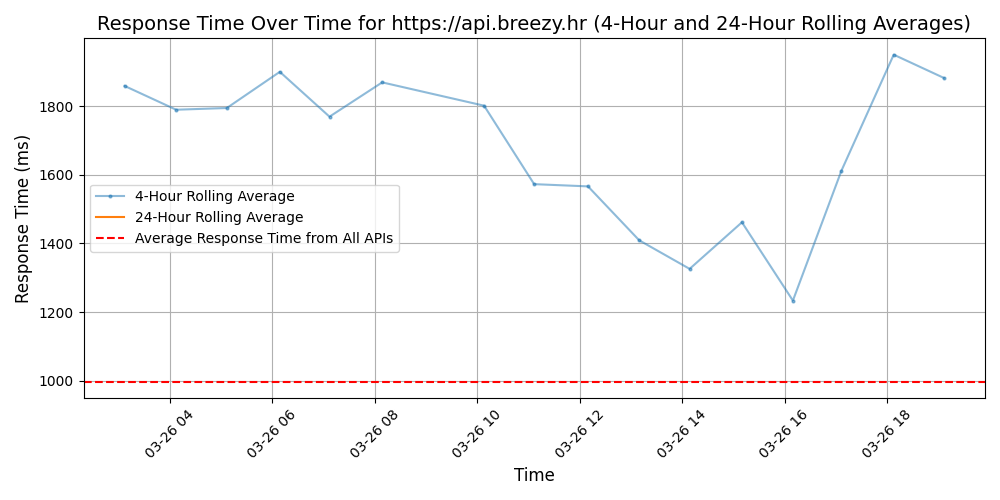 Response Time Over Time for https://api.breezy.hr (4-Hour and 24-Hour Rolling Averages)
Response Time (ms)
1800
1600
1400
1200
1000
4-Hour Rolling Average
24-Hour Rolling Average
Average Response Time from All APIs
03-26 04
03-26 06
03-26 08
03-26 10
03-26 12
03-26 14
03-26 16
03-26 18
Time